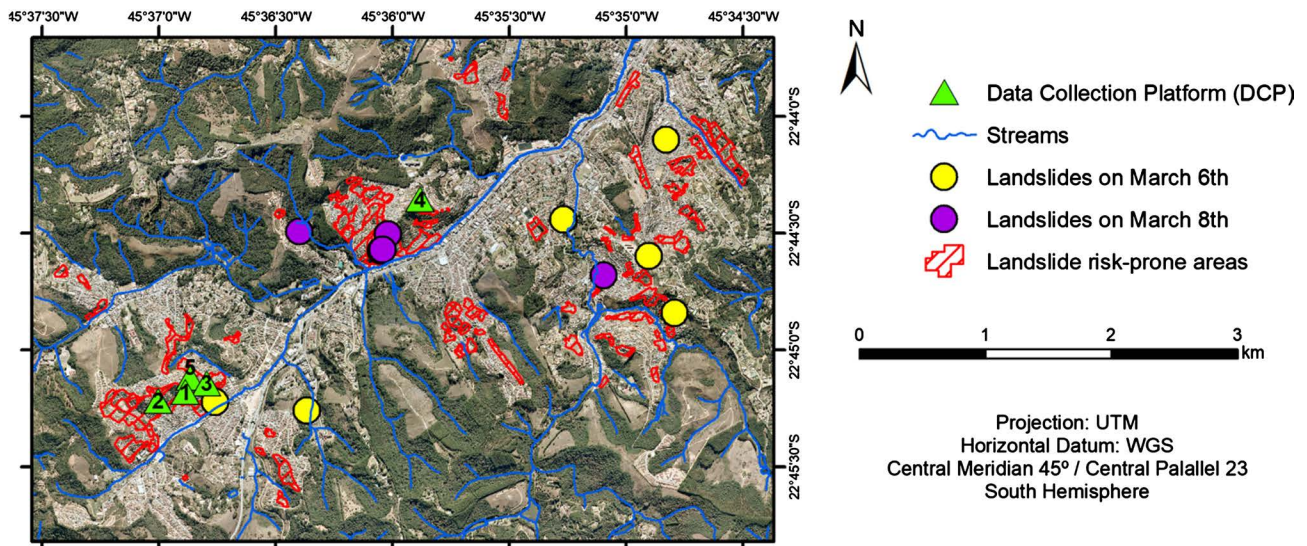 45°37'30"W 45°37'0"W 45°36'30"W 45°36'0"W 45°35'30"W 45°35'0"W 45°34'30"W
22°44'0"S
22°44'30"S
22°45'0"S
22°45'30"S
4
5
3
1
2
N
Data Collection Platform (DCP)
Streams
Landslides on March 6th
Landslides on March 8th
Landslide risk-prone areas
0 1 2 3
km
Projection: UTM
Horizontal Datum: WGS
Central Meridian 45º / Central Palallel 23
South Hemisphere